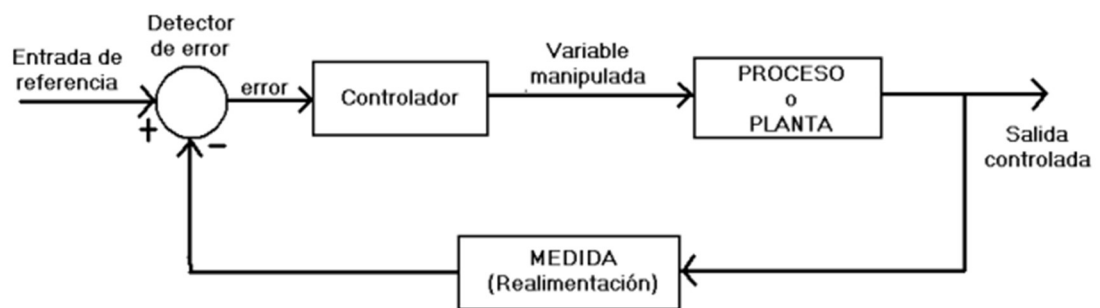 Detector
de error
Entrada de
referencia
+
-
error
Controlador
Variable
manipulada
PROCESO
o
PLANTA
Salida
controlada
MEDIDA
(Realimentación)